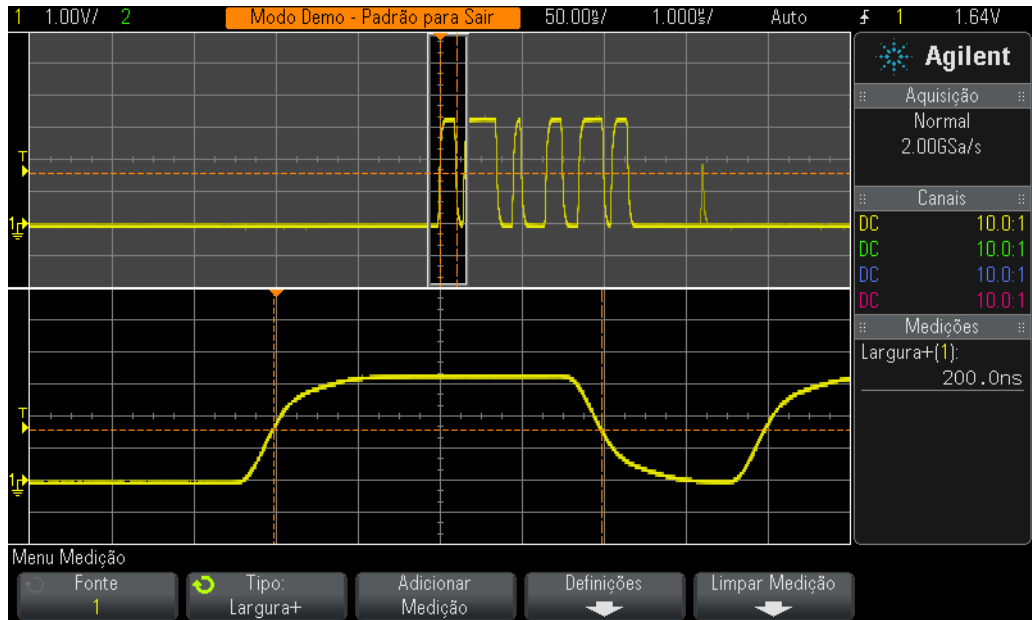 1 1.00V/ 2 Modo Demo - Padrão para Sair 50.00㎱/ 1.000㎲/ Auto 1 1.64V
Agilent
Aquisição
Normal
2.00GSa/s
Canais
DC 10.0:1
DC 10.0:1
DC 10.0:1
DC 10.0:1
Medições
Largura+(1):
200.0ns
T
1
T
1
Menu Medição
Fonte
1
Tipo:
Largura+
Adicionar
Medição
Definições
Limpar Medição